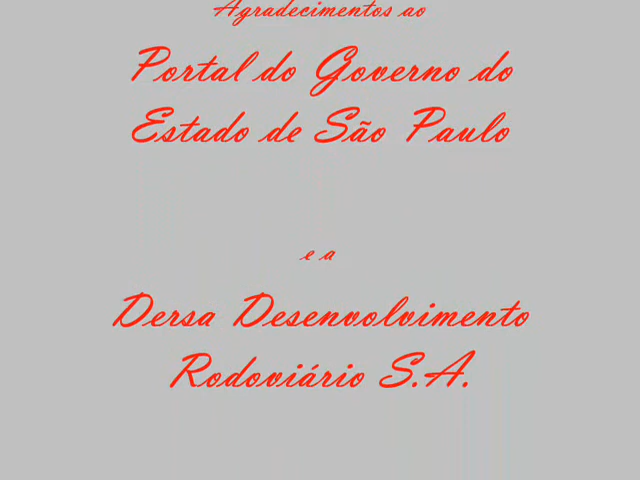 Agradecimentos ao
Portal do Governo do
Estado de São Paulo
e a
Dersa Desenvolvimento
Rodoviário S.A.